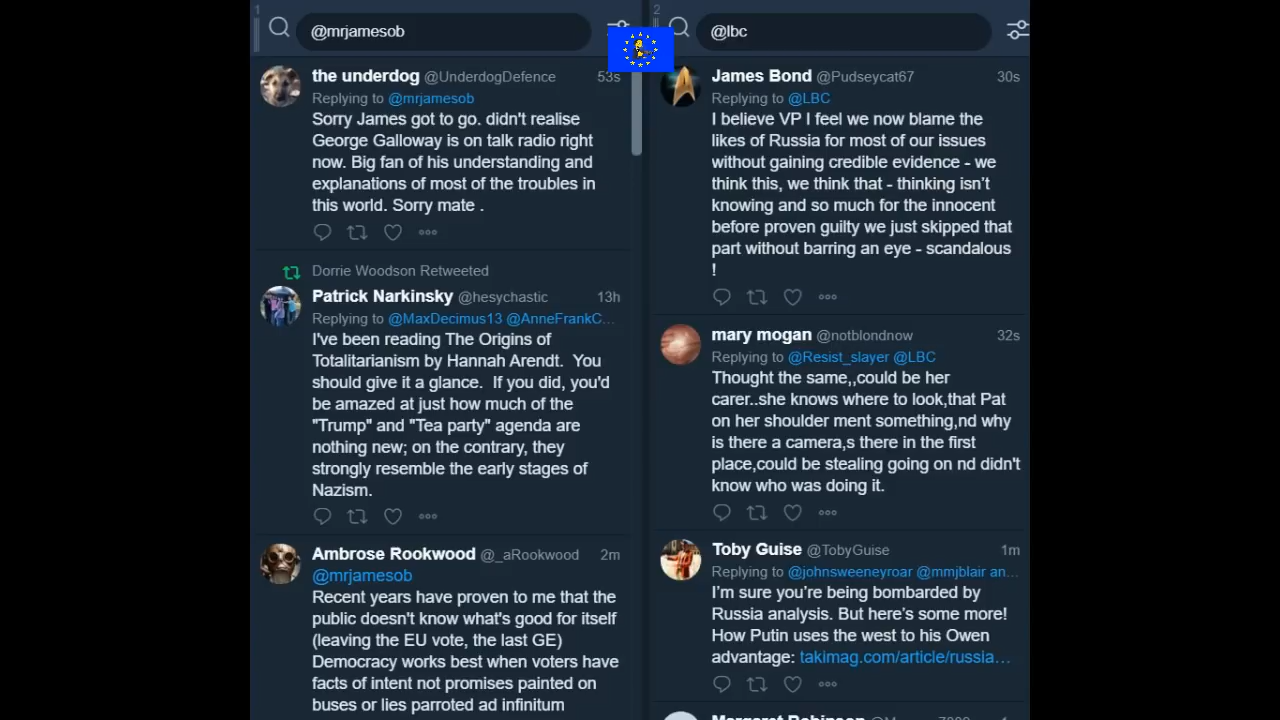 1
@mrjamesob
the underdog @UnderdogDefence 53s
Replying to @mrjamesob
Sorry James got to go. didn't realise
George Galloway is on talk radio right
now. Big fan of his understanding and
explanations of most of the troubles in
this world. Sorry mate .
Dorrie Woodson Retweeted
Patrick Narkinsky @hesychastic 13h
Replying to @MaxDecimus13 @AnneFrankC...
I've been reading The Origins of
Totalitarianism by Hannah Arendt.  You
should give it a glance.  If you did, you'd
be amazed at just how much of the
"Trump" and "Tea party" agenda are
nothing new; on the contrary, they
strongly resemble the early stages of
Nazism.
Ambrose Rookwood @_aRookwood 2m
@mrjamesob
Recent years have proven to me that the
public doesn't know what's good for itself
(leaving the EU vote, the last GE)
Democracy works best when voters have
facts of intent not promises painted on
buses or lies parroted ad infinitum
2
@lbc
James Bond @Pudseycat67 30s
Replying to @LBC
I believe VP I feel we now blame the
likes of Russia for most of our issues
without gaining credible evidence - we
think this, we think that - thinking isn't
knowing and so much for the innocent
before proven guilty we just skipped that
part without barring an eye - scandalous
!
mary mogan @notblondnow 32s
Replying to @Resist_slayer @LBC
Thought the same,,could be her
carer..she knows where to look,that Pat
on her shoulder ment something,nd why
is there a camera,s there in the first
place,could be stealing going on nd didn't
know who was doing it.
Toby Guise @TobyGuise 1m
Replying to @johnsweeneyroar @mmjblair an...
I'm sure you're being bombarded by
Russia analysis. But here's some more!
How Putin uses the west to his Owen
advantage: takimag.com/article/russia...
Margaret Robinson